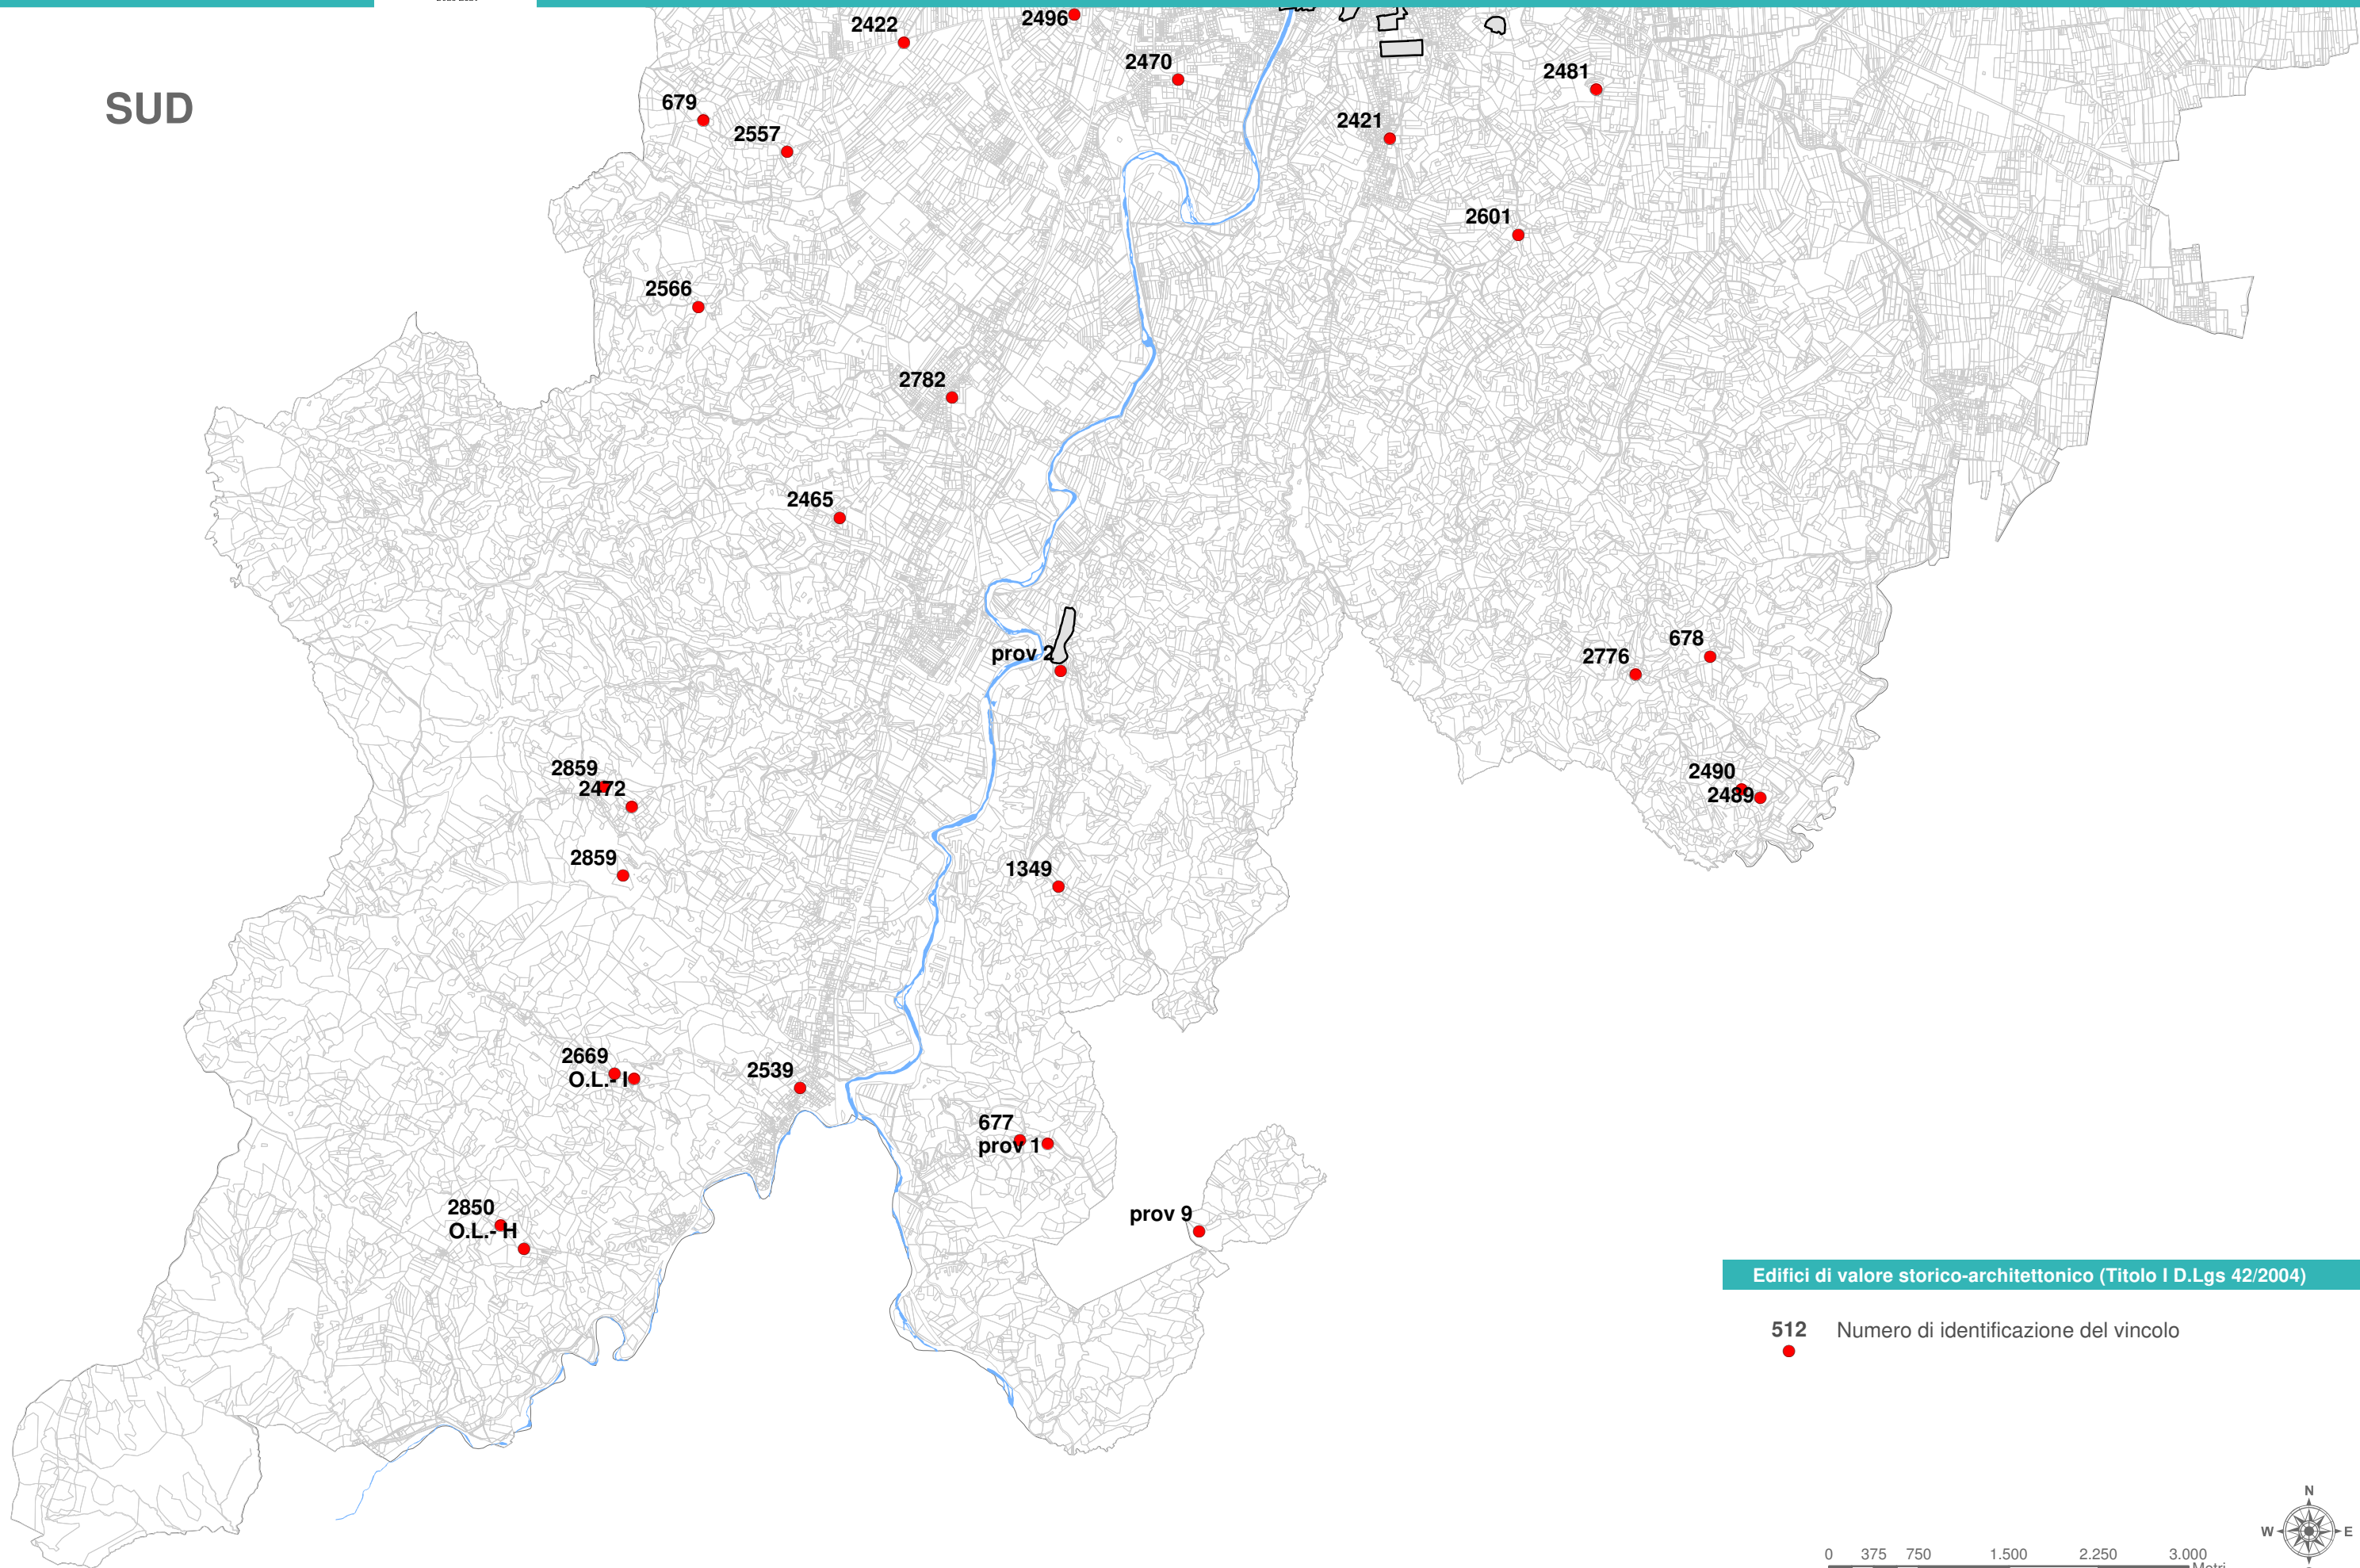 2422
2496
2470
2481
SUD
679
2557
2421
2601
2566
2782
2465
prov 2
678
2776
2859
2472
2490
2489
2859
1349
2669
O.L.- I
2539
677
prov 1
2850
O.L.- H
prov 9
Edifici di valore storico-architettonico (Titolo I D.Lgs 42/2004)
512 Numero di identificazione del vincolo
N
W E
0 375 750 1.500 2.250 3.000
Metri